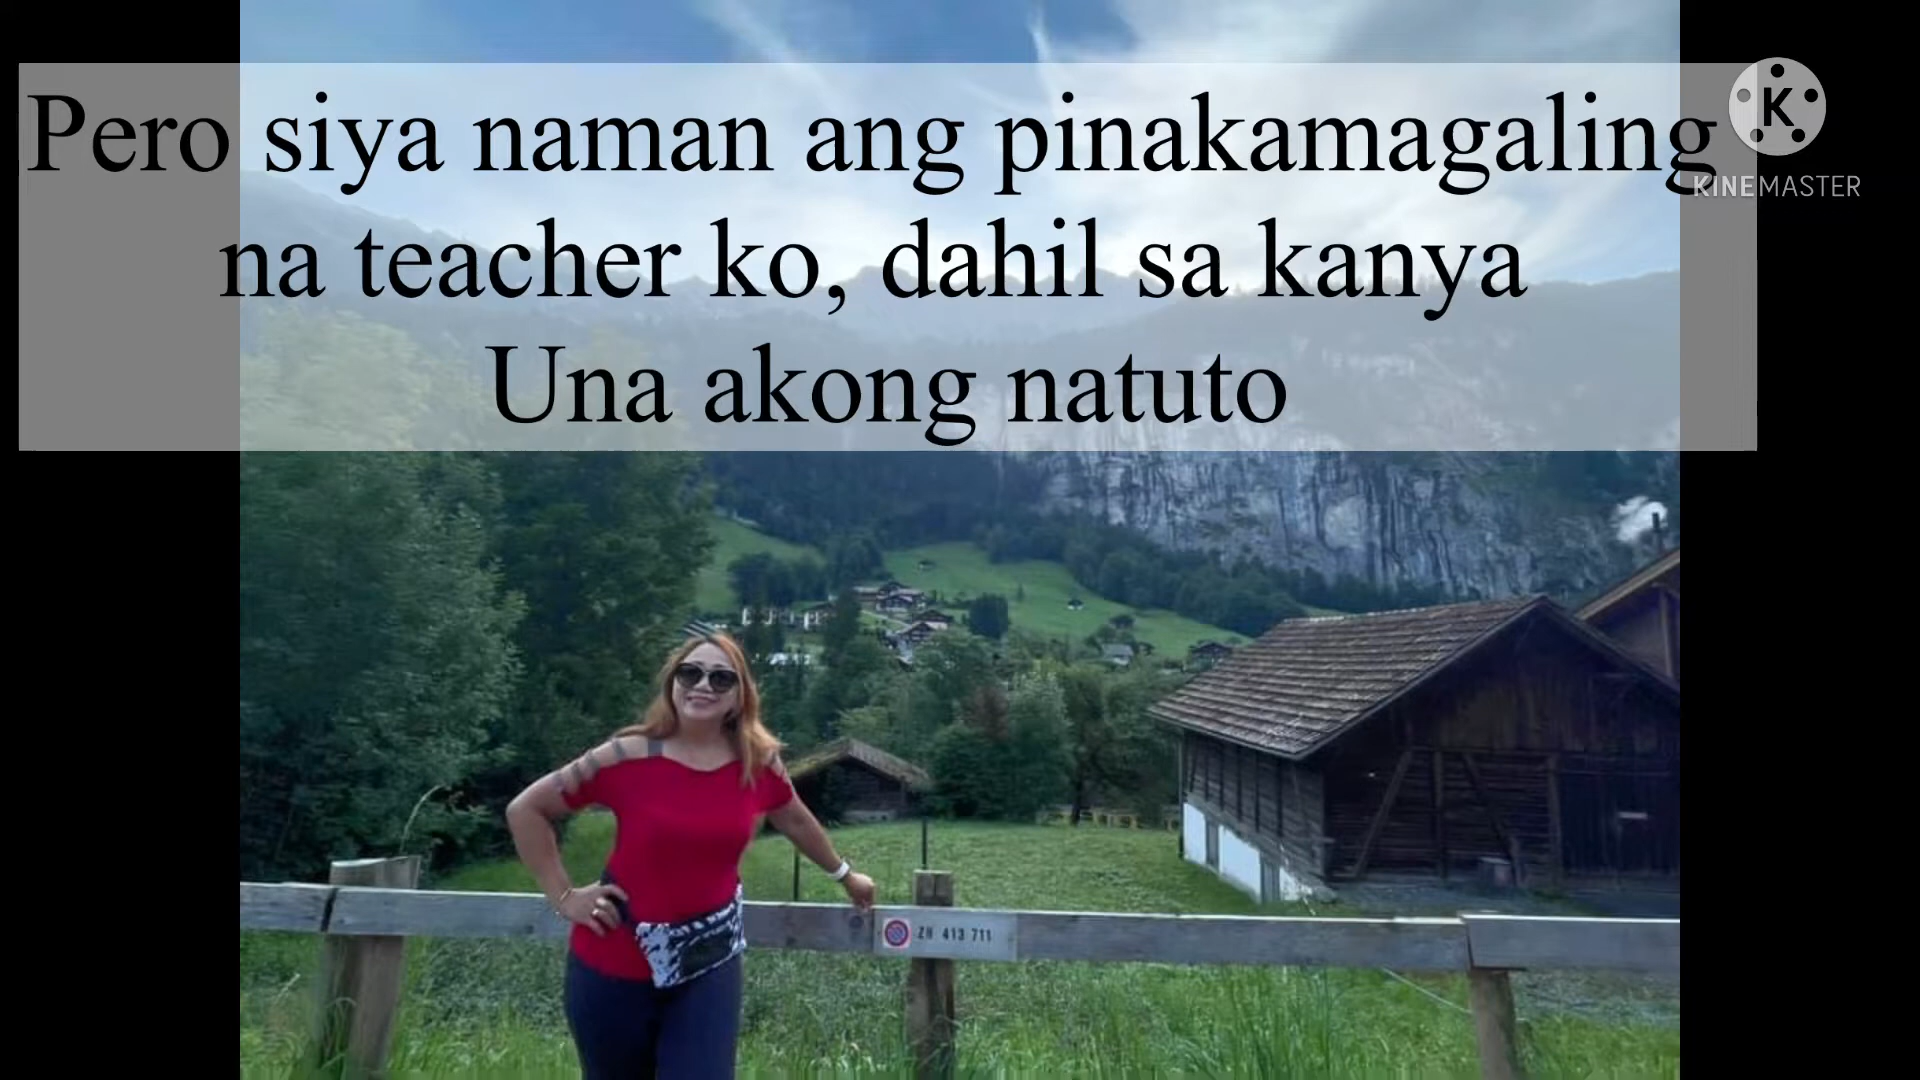 Pero siya naman ang pinakamagaling
na teacher ko, dahil sa kanya
Una akong natuto
KINEMASTER
K
ZH 413 711